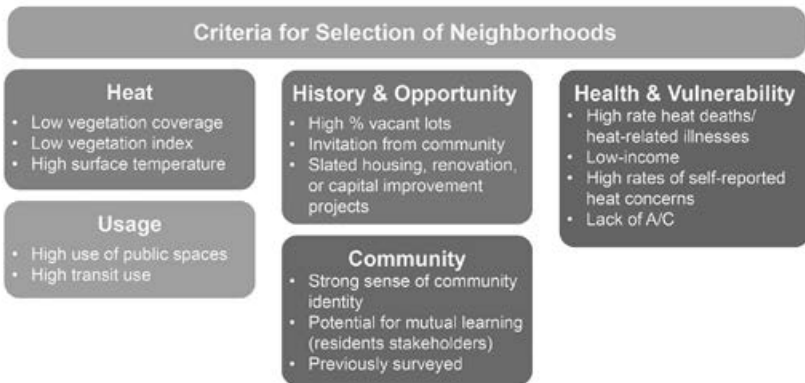 Criteria for Selection of Neighborhoods
Heat
• Low vegetation coverage
• Low vegetation index
• High surface temperature
Usage
• High use of public spaces
• High transit use
History & Opportunity
• High % vacant lots
• Invitation from community
• Slated housing, renovation,
or capital improvement
projects
Community
• Strong sense of community
identity
• Potential for mutual learning
(residents stakeholders)
• Previously surveyed
Health & Vulnerability
• High rate heat deaths/
heat-related illnesses
• Low-income
• High rates of self-reported
heat concerns
• Lack of A/C